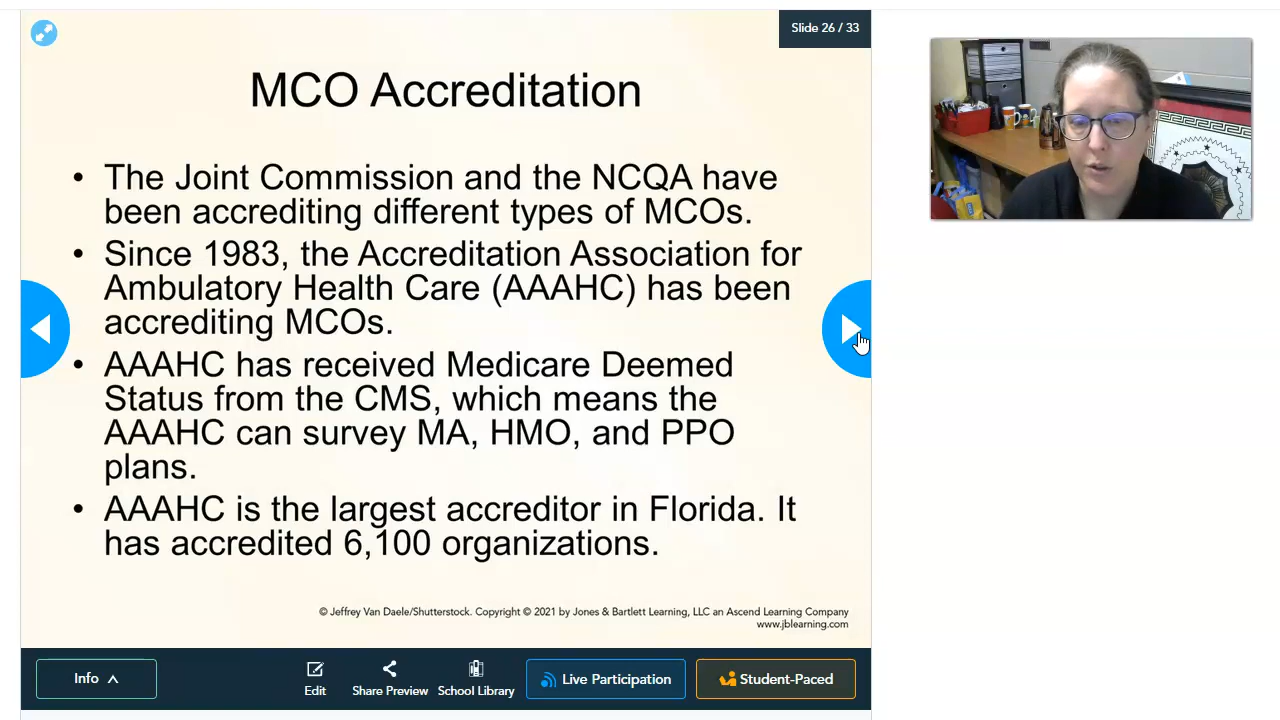 Slide 26 / 33
MCO Accreditation
• The Joint Commission and the NCQA have
been accrediting different types of MCOs.
• Since 1983, the Accreditation Association for
Ambulatory Health Care (AAAHC) has been
accrediting MCOs.
• AAAHC has received Medicare Deemed
Status from the CMS, which means the
AAAHC can survey MA, HMO, and PPO
plans.
• AAAHC is the largest accreditor in Florida. It
has accredited 6,100 organizations.
© Jeffrey Van Daele/Shutterstock. Copyright © 2021 by Jones & Bartlett Learning, LLC an Ascend Learning Company
www.jblearning.com
Info
Edit
Share Preview
School Library
Live Participation
Student-Paced